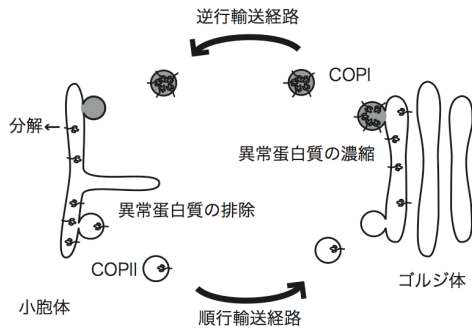 逆行輸送経路
COPI
分解←
異常蛋白質の濃縮
異常蛋白質の排除
COPII
小胞体
ゴルジ体
順行輸送経路